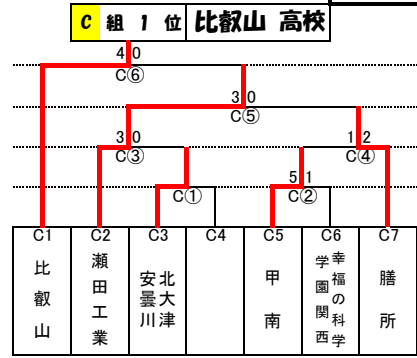 C 組 1 位 比叡山 高校
4 0
C⑥
3 0
C⑤
3 0
C③
1 2
C④
C①
5 1
C②
C1 C2 C3 C4 C5 C6 C7
比叡山
瀬田工業
北大津
安曇川
甲南
幸福の科学
学園関西
膳所